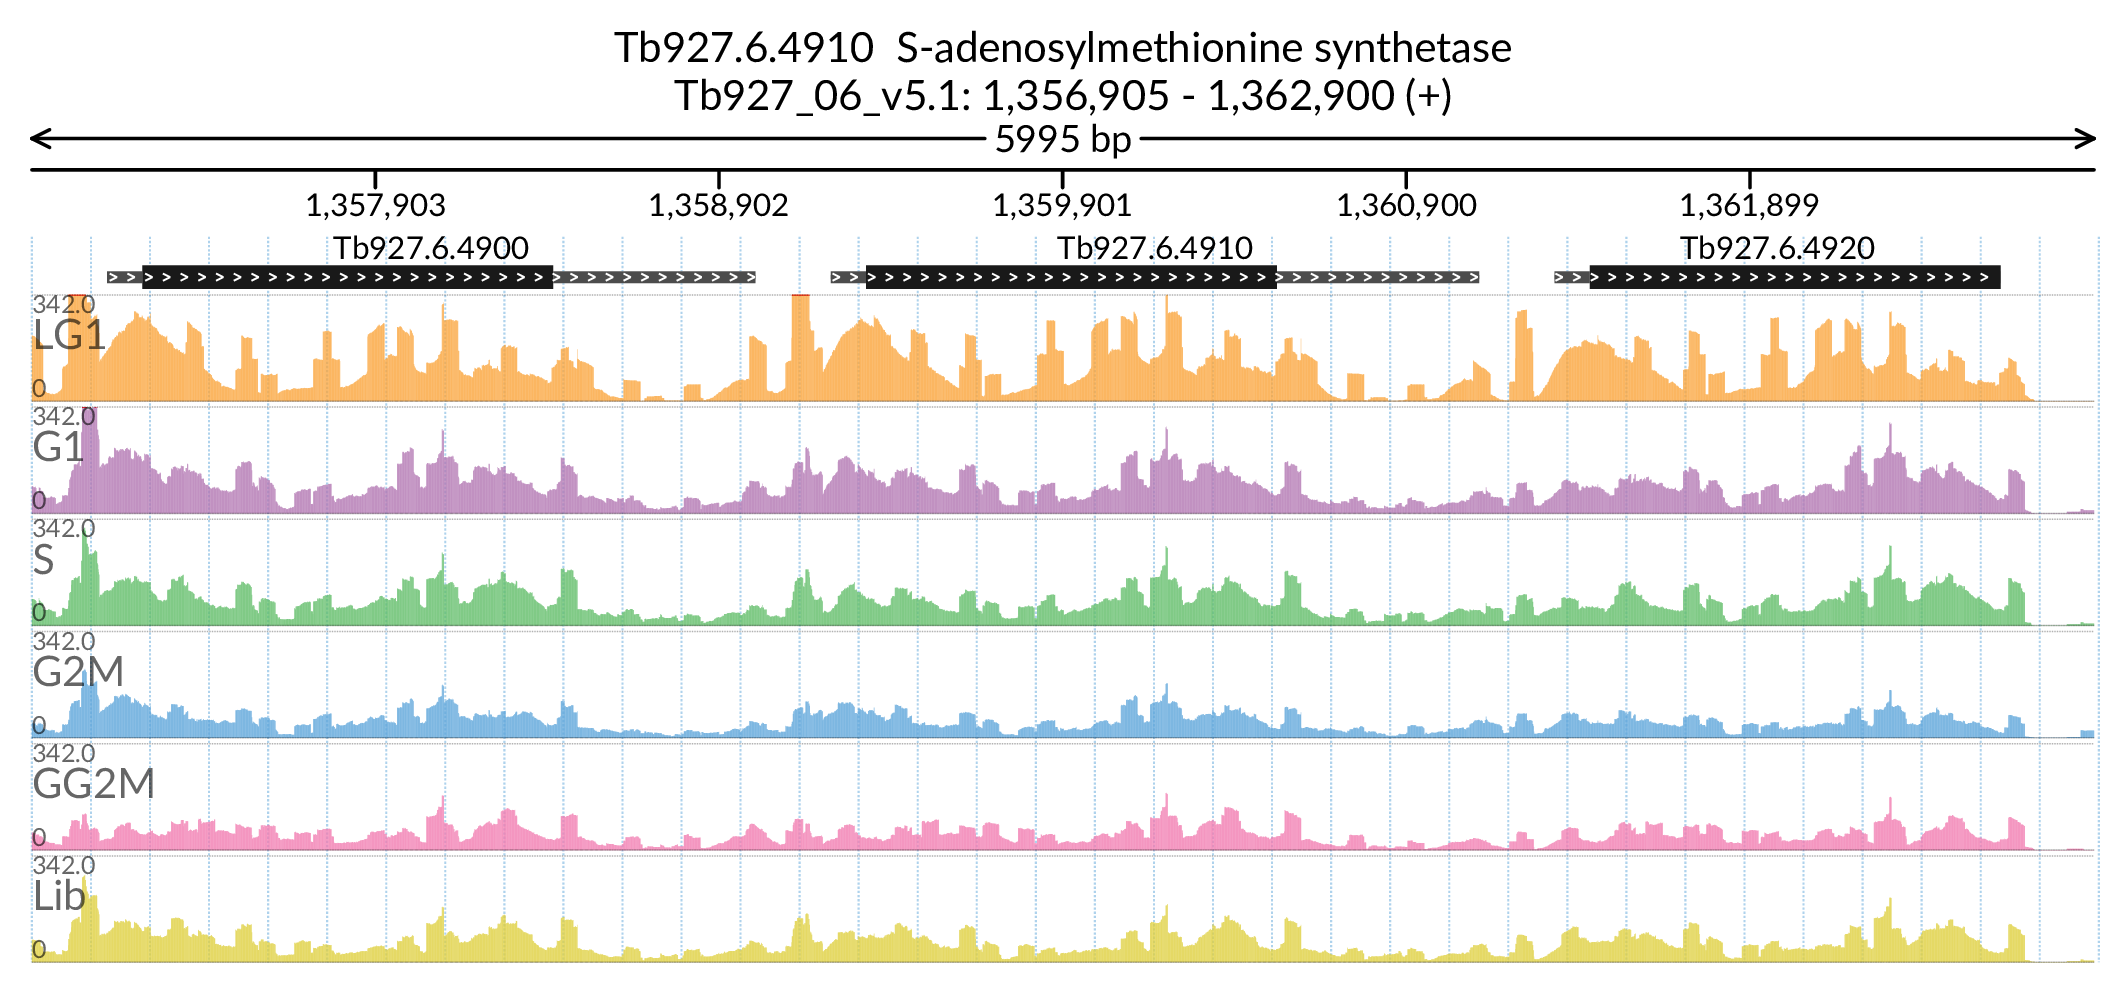 Tb927.6.4910  S-adenosylmethionine synthetase
Tb927_06_v5.1: 1,356,905 - 1,362,900 (+)
5995 bp
1,357,903 1,358,902 1,359,901 1,360,900 1,361,899
Tb927.6.4900 Tb927.6.4910 Tb927.6.4920
342.0
LG1
0
342.0
G1
0
342.0
S
0
342.0
G2M
0
342.0
GG2M
0
342.0
Lib
0